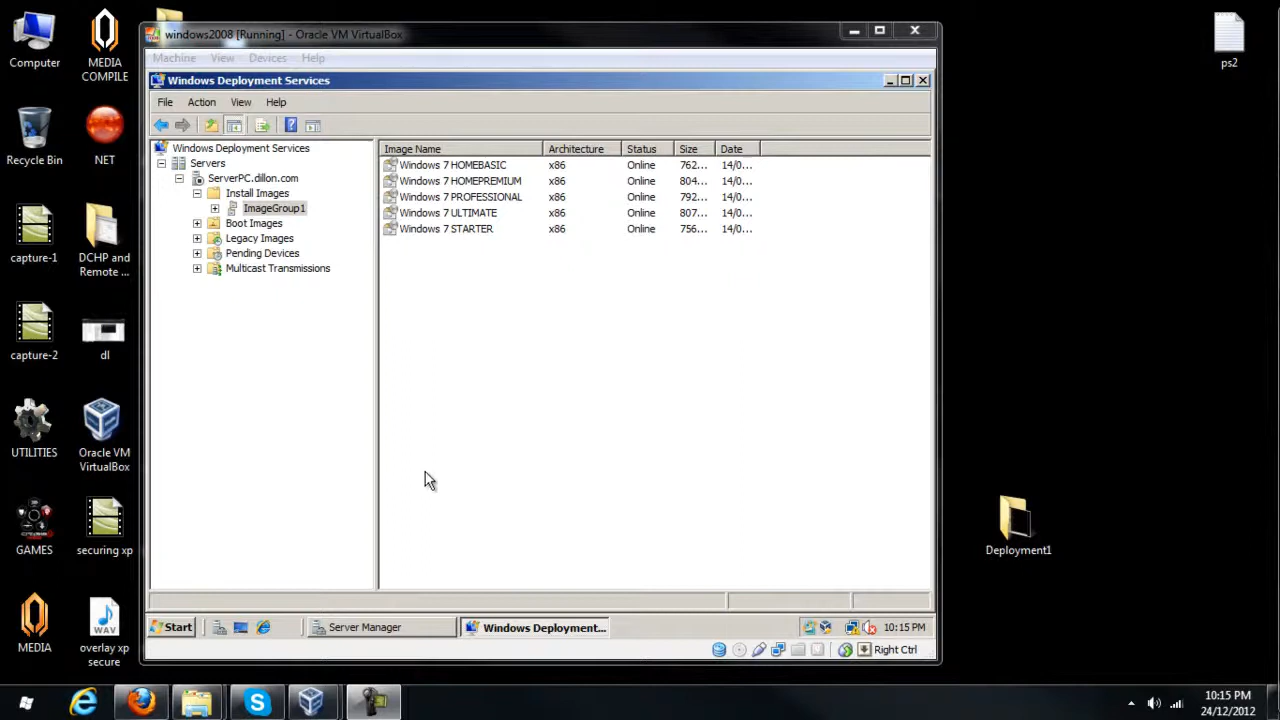 Computer
MEDIA
COMPILE
Recycle Bin
NET
capture-1
DCHP and
Remote ...
capture-2
dl
UTILITIES
Oracle VM
VirtualBox
GAMES
securing xp
MEDIA
overlay xp
secure
windows2008 [Running] - Oracle VM VirtualBox
Machine View Devices Help
Windows Deployment Services
File Action View Help
Windows Deployment Services
Servers
ServerPC.dillon.com
Install Images
ImageGroup1
Boot Images
Legacy Images
Pending Devices
Multicast Transmissions
Image Name Architecture Status Size Date
Windows 7 HOMEBASIC x86 Online 762... 14/0...
Windows 7 HOMEPREMIUM x86 Online 804... 14/0...
Windows 7 PROFESSIONAL x86 Online 792... 14/0...
Windows 7 ULTIMATE x86 Online 807... 14/0...
Windows 7 STARTER x86 Online 756... 14/0...
Start Server Manager Windows Deployment... 10:15 PM
Right Ctrl
ps2
Deployment1
10:15 PM
24/12/2012